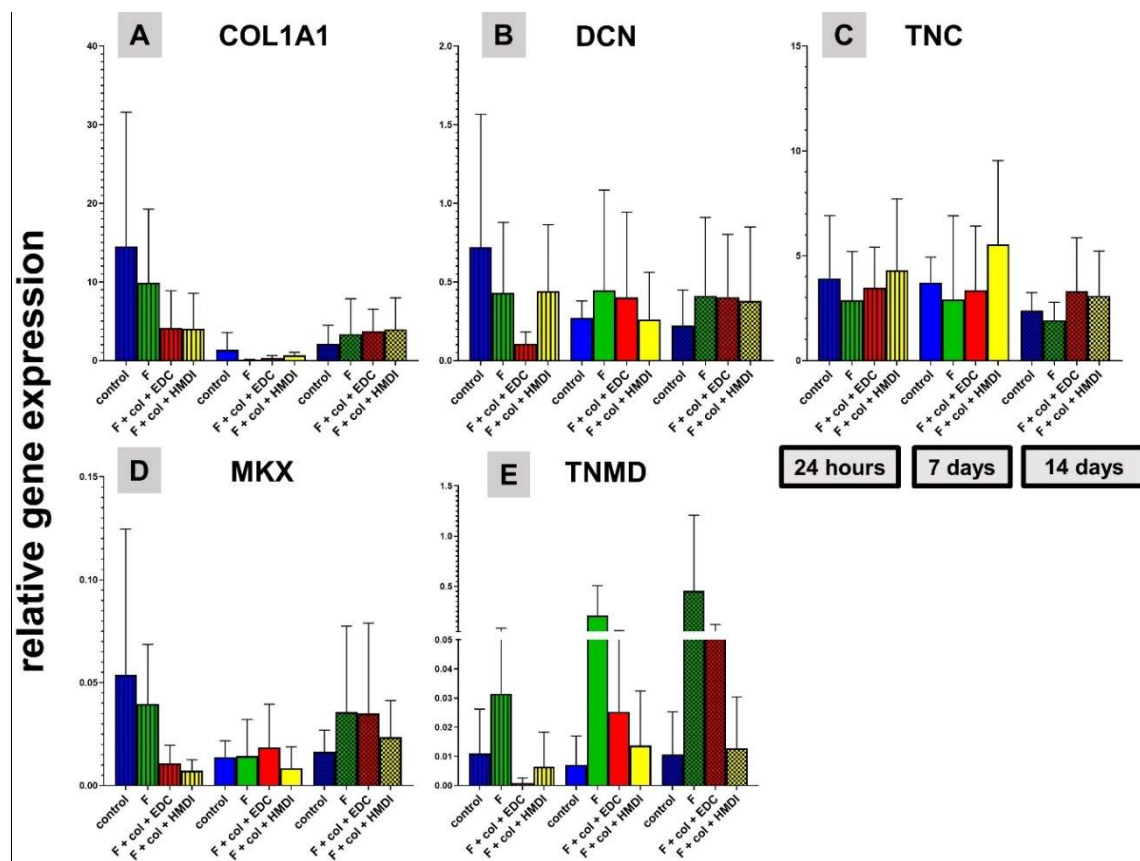 relative gene expression
A COL1A1
40
30
20
10
0
control F F + col + EDC F + col + HMDI control F F + col + EDC F + col + HMDI control F F + col + EDC F + col + HMDI
B DCN
2.0
1.5
1.0
0.5
0.0
control F F + col + EDC F + col + HMDI control F F + col + EDC F + col + HMDI control F F + col + EDC F + col + HMDI
C TNC
15
10
5
0
control F F + col + EDC F + col + HMDI control F F + col + EDC F + col + HMDI control F F + col + EDC F + col + HMDI
24 hours 7 days 14 days
D MKX
0.15
0.10
0.05
0.00
control F F + col + EDC F + col + HMDI control F F + col + EDC F + col + HMDI control F F + col + EDC F + col + HMDI
E TNMD
1.5
1.0
0.5
0.05
0.04
0.03
0.02
0.01
0.00
control F F + col + EDC F + col + HMDI control F F + col + EDC F + col + HMDI control F F + col + EDC F + col + HMDI